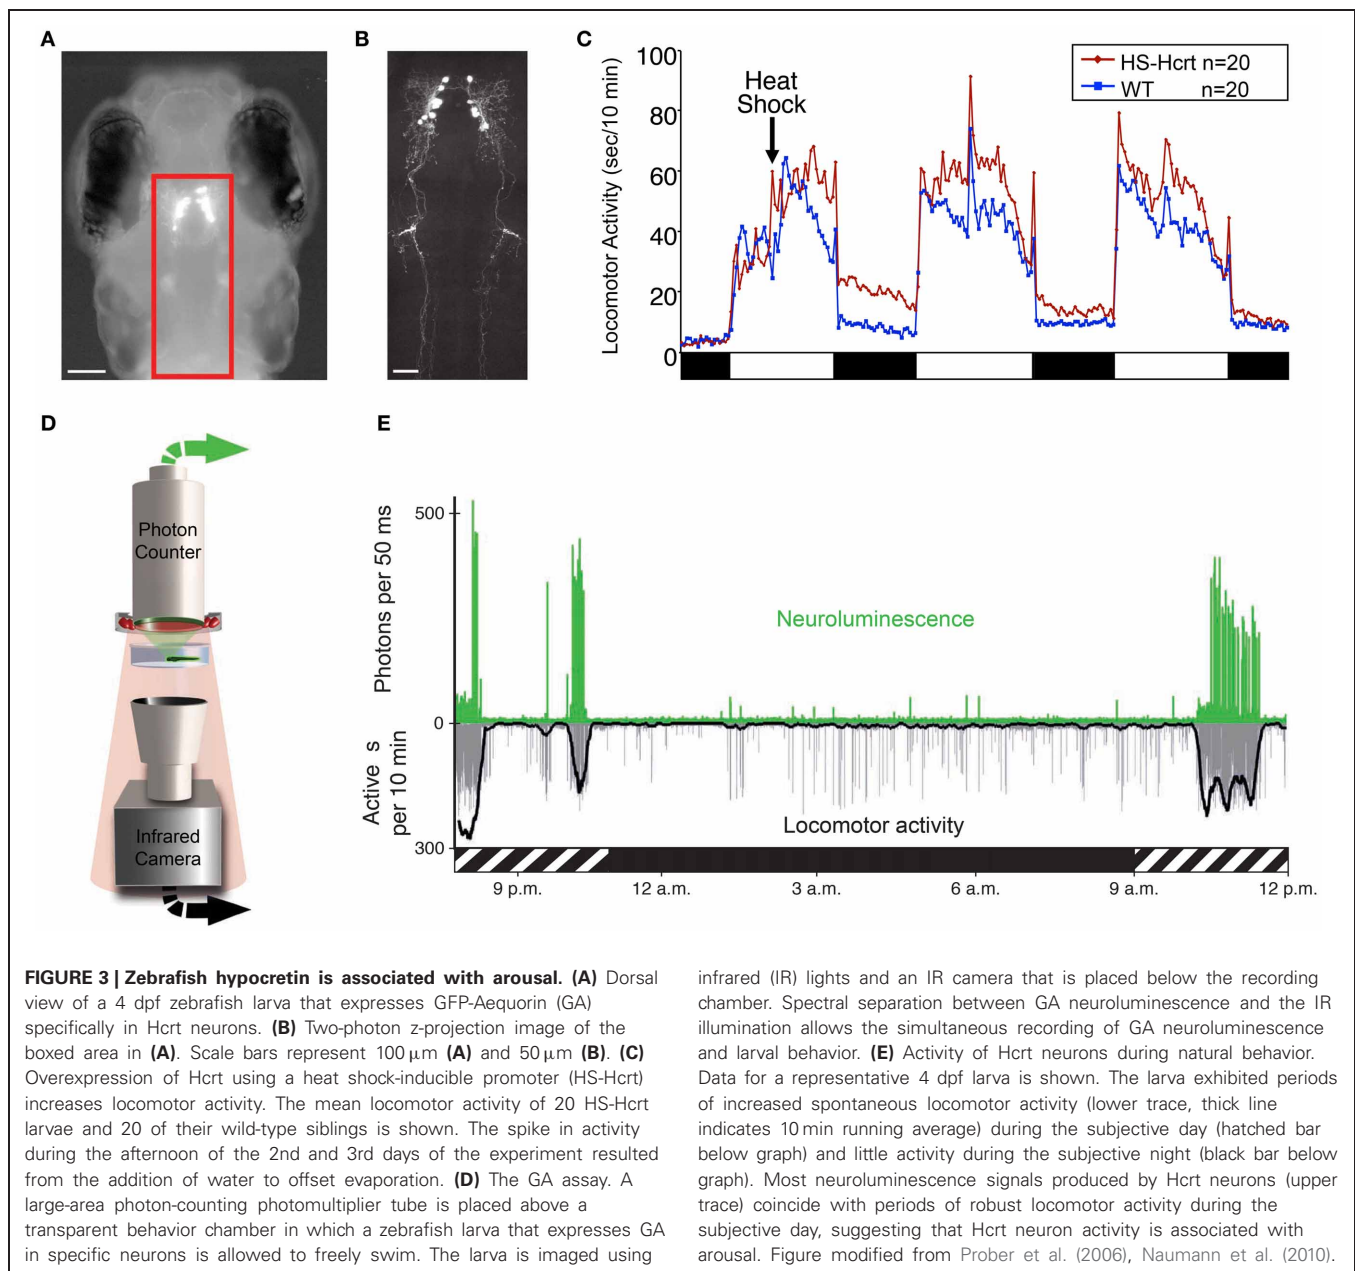 A
B
C
100
80
60
40
20
0
Locomotor Activity (sec/10 min)
Heat
Shock
HS-Hcrt n=20
WT n=20
D
Photon
Counter
Infrared
Camera
E
500
0
300
Photons per 50 ms
Active s
per 10 min
Neuroluminescence
Locomotor activity
9 p.m.
12 a.m.
3 a.m.
6 a.m.
9 a.m.
12 p.m.
FIGURE 3 | Zebrafish hypocretin is associated with arousal. (A) Dorsal
view of a 4 dpf zebrafish larva that expresses GFP-Aequorin (GA)
specifically in Hcrt neurons. (B) Two-photon z-projection image of the
boxed area in (A). Scale bars represent 100 μm (A) and 50 μm (B). (C)
Overexpression of Hcrt using a heat shock-inducible promoter (HS-Hcrt)
increases locomotor activity. The mean locomotor activity of 20 HS-Hcrt
larvae and 20 of their wild-type siblings is shown. The spike in activity
during the afternoon of the 2nd and 3rd days of the experiment resulted
from the addition of water to offset evaporation. (D) The GA assay. A
large-area photon-counting photomultiplier tube is placed above a
transparent behavior chamber in which a zebrafish larva that expresses GA
in specific neurons is allowed to freely swim. The larva is imaged using
infrared (IR) lights and an IR camera that is placed below the recording
chamber. Spectral separation between GA neuroluminescence and the IR
illumination allows the simultaneous recording of GA neuroluminescence
and larval behavior. (E) Activity of Hcrt neurons during natural behavior.
Data for a representative 4 dpf larva is shown. The larva exhibited periods
of increased spontaneous locomotor activity (lower trace, thick line
indicates 10 min running average) during the subjective day (hatched bar
below graph) and little activity during the subjective night (black bar below
graph). Most neuroluminescence signals produced by Hcrt neurons (upper
trace) coincide with periods of robust locomotor activity during the
subjective day, suggesting that Hcrt neuron activity is associated with
arousal. Figure modified from Prober et al. (2006), Naumann et al. (2010).